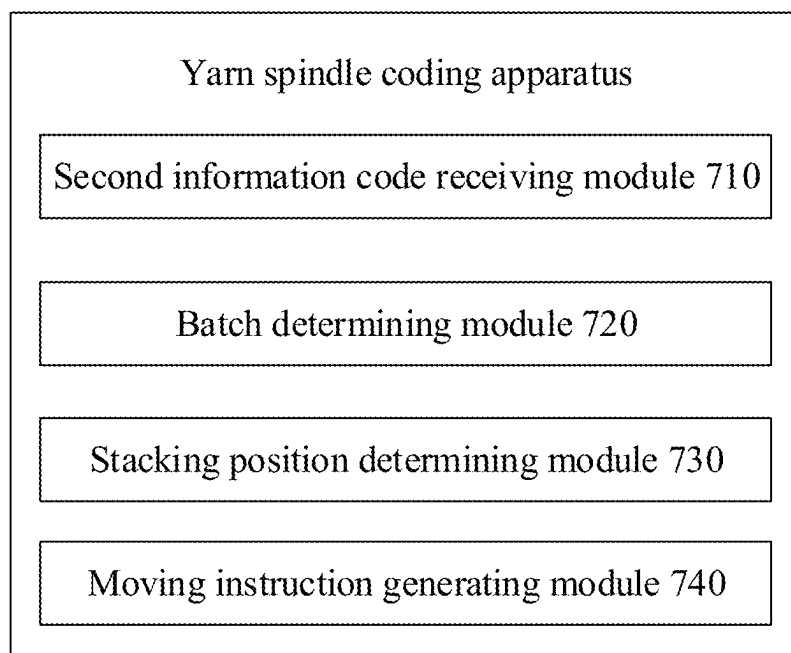 Yarn spindle coding apparatus
Second information code receiving module 710
Batch determining module 720
Stacking position determining module 730
Moving instruction generating module 740